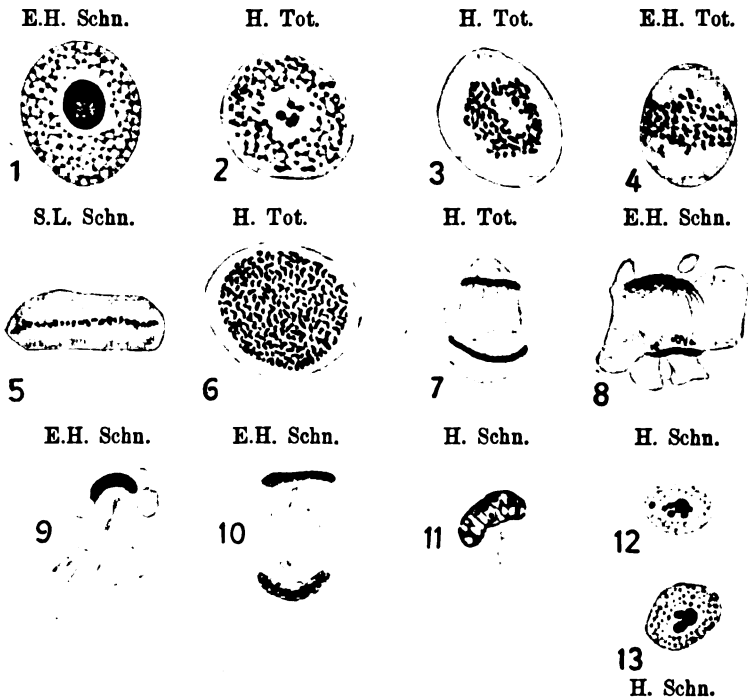 E.H. Schn. H. Tot. H. Tot. E.H. Tot.
1 2 3 4
S.L. Schn. H. Tot. H. Tot. E.H. Schn.
5 6 7 8
E.H. Schn. E.H. Schn. H. Schn. H. Schn.
9 10 11 12
13
H. Schn.